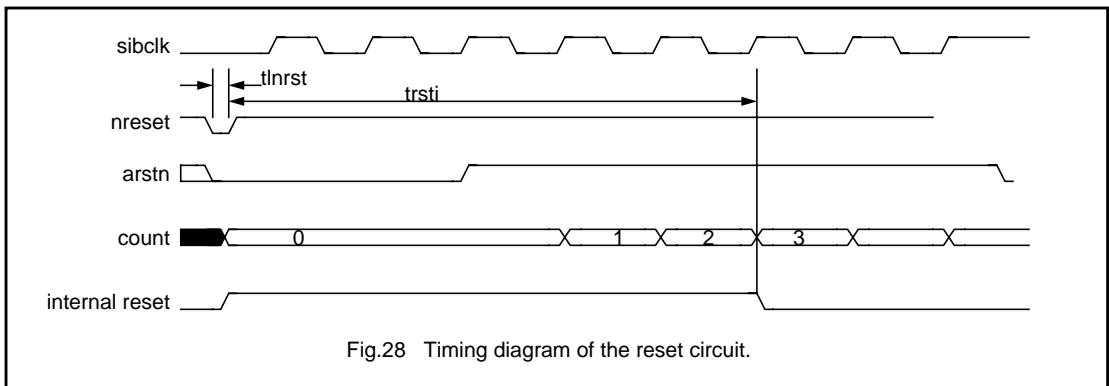 sibclk
tlnrst
trsti
nreset
arstn
count 0 1 2 3
internal reset
Fig.28 Timing diagram of the reset circuit.